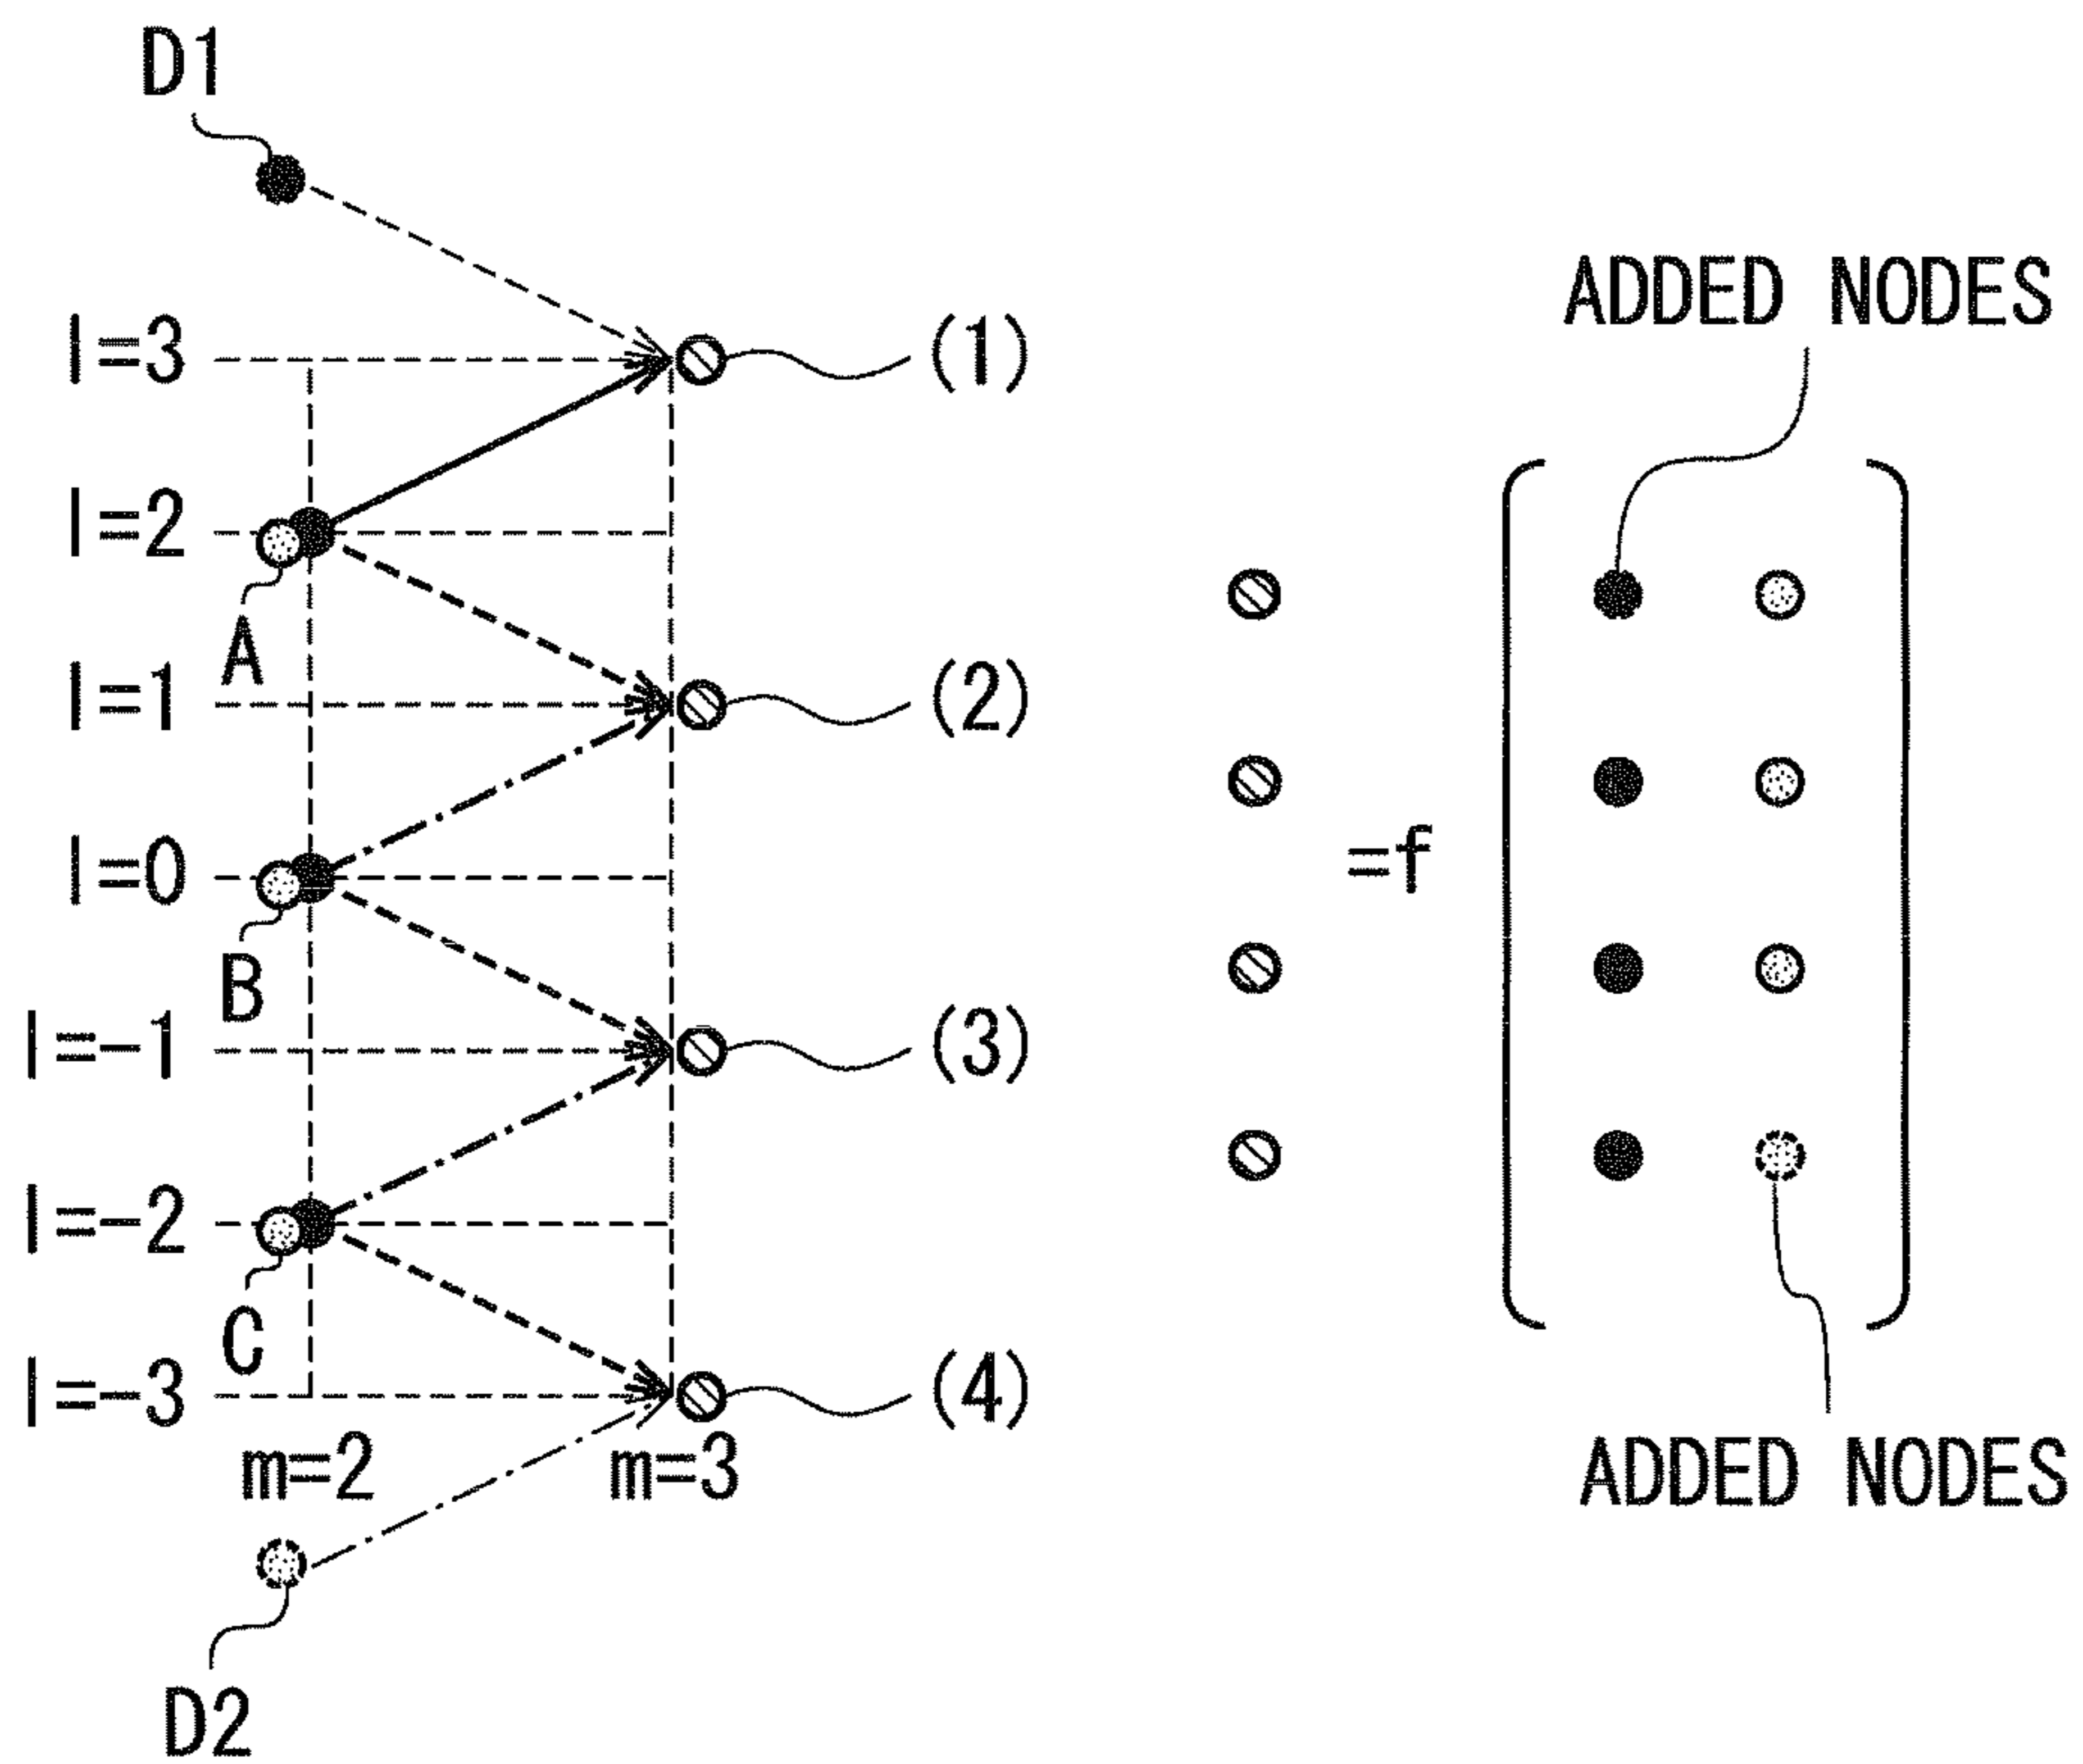 D1
ADDED NODES
l=3
(1)
l=2
A
l=1
(2)
=f
l=0
B
l=-1
(3)
l=-2
C
l=-3
(4)
m=2
m=3
ADDED NODES
D2